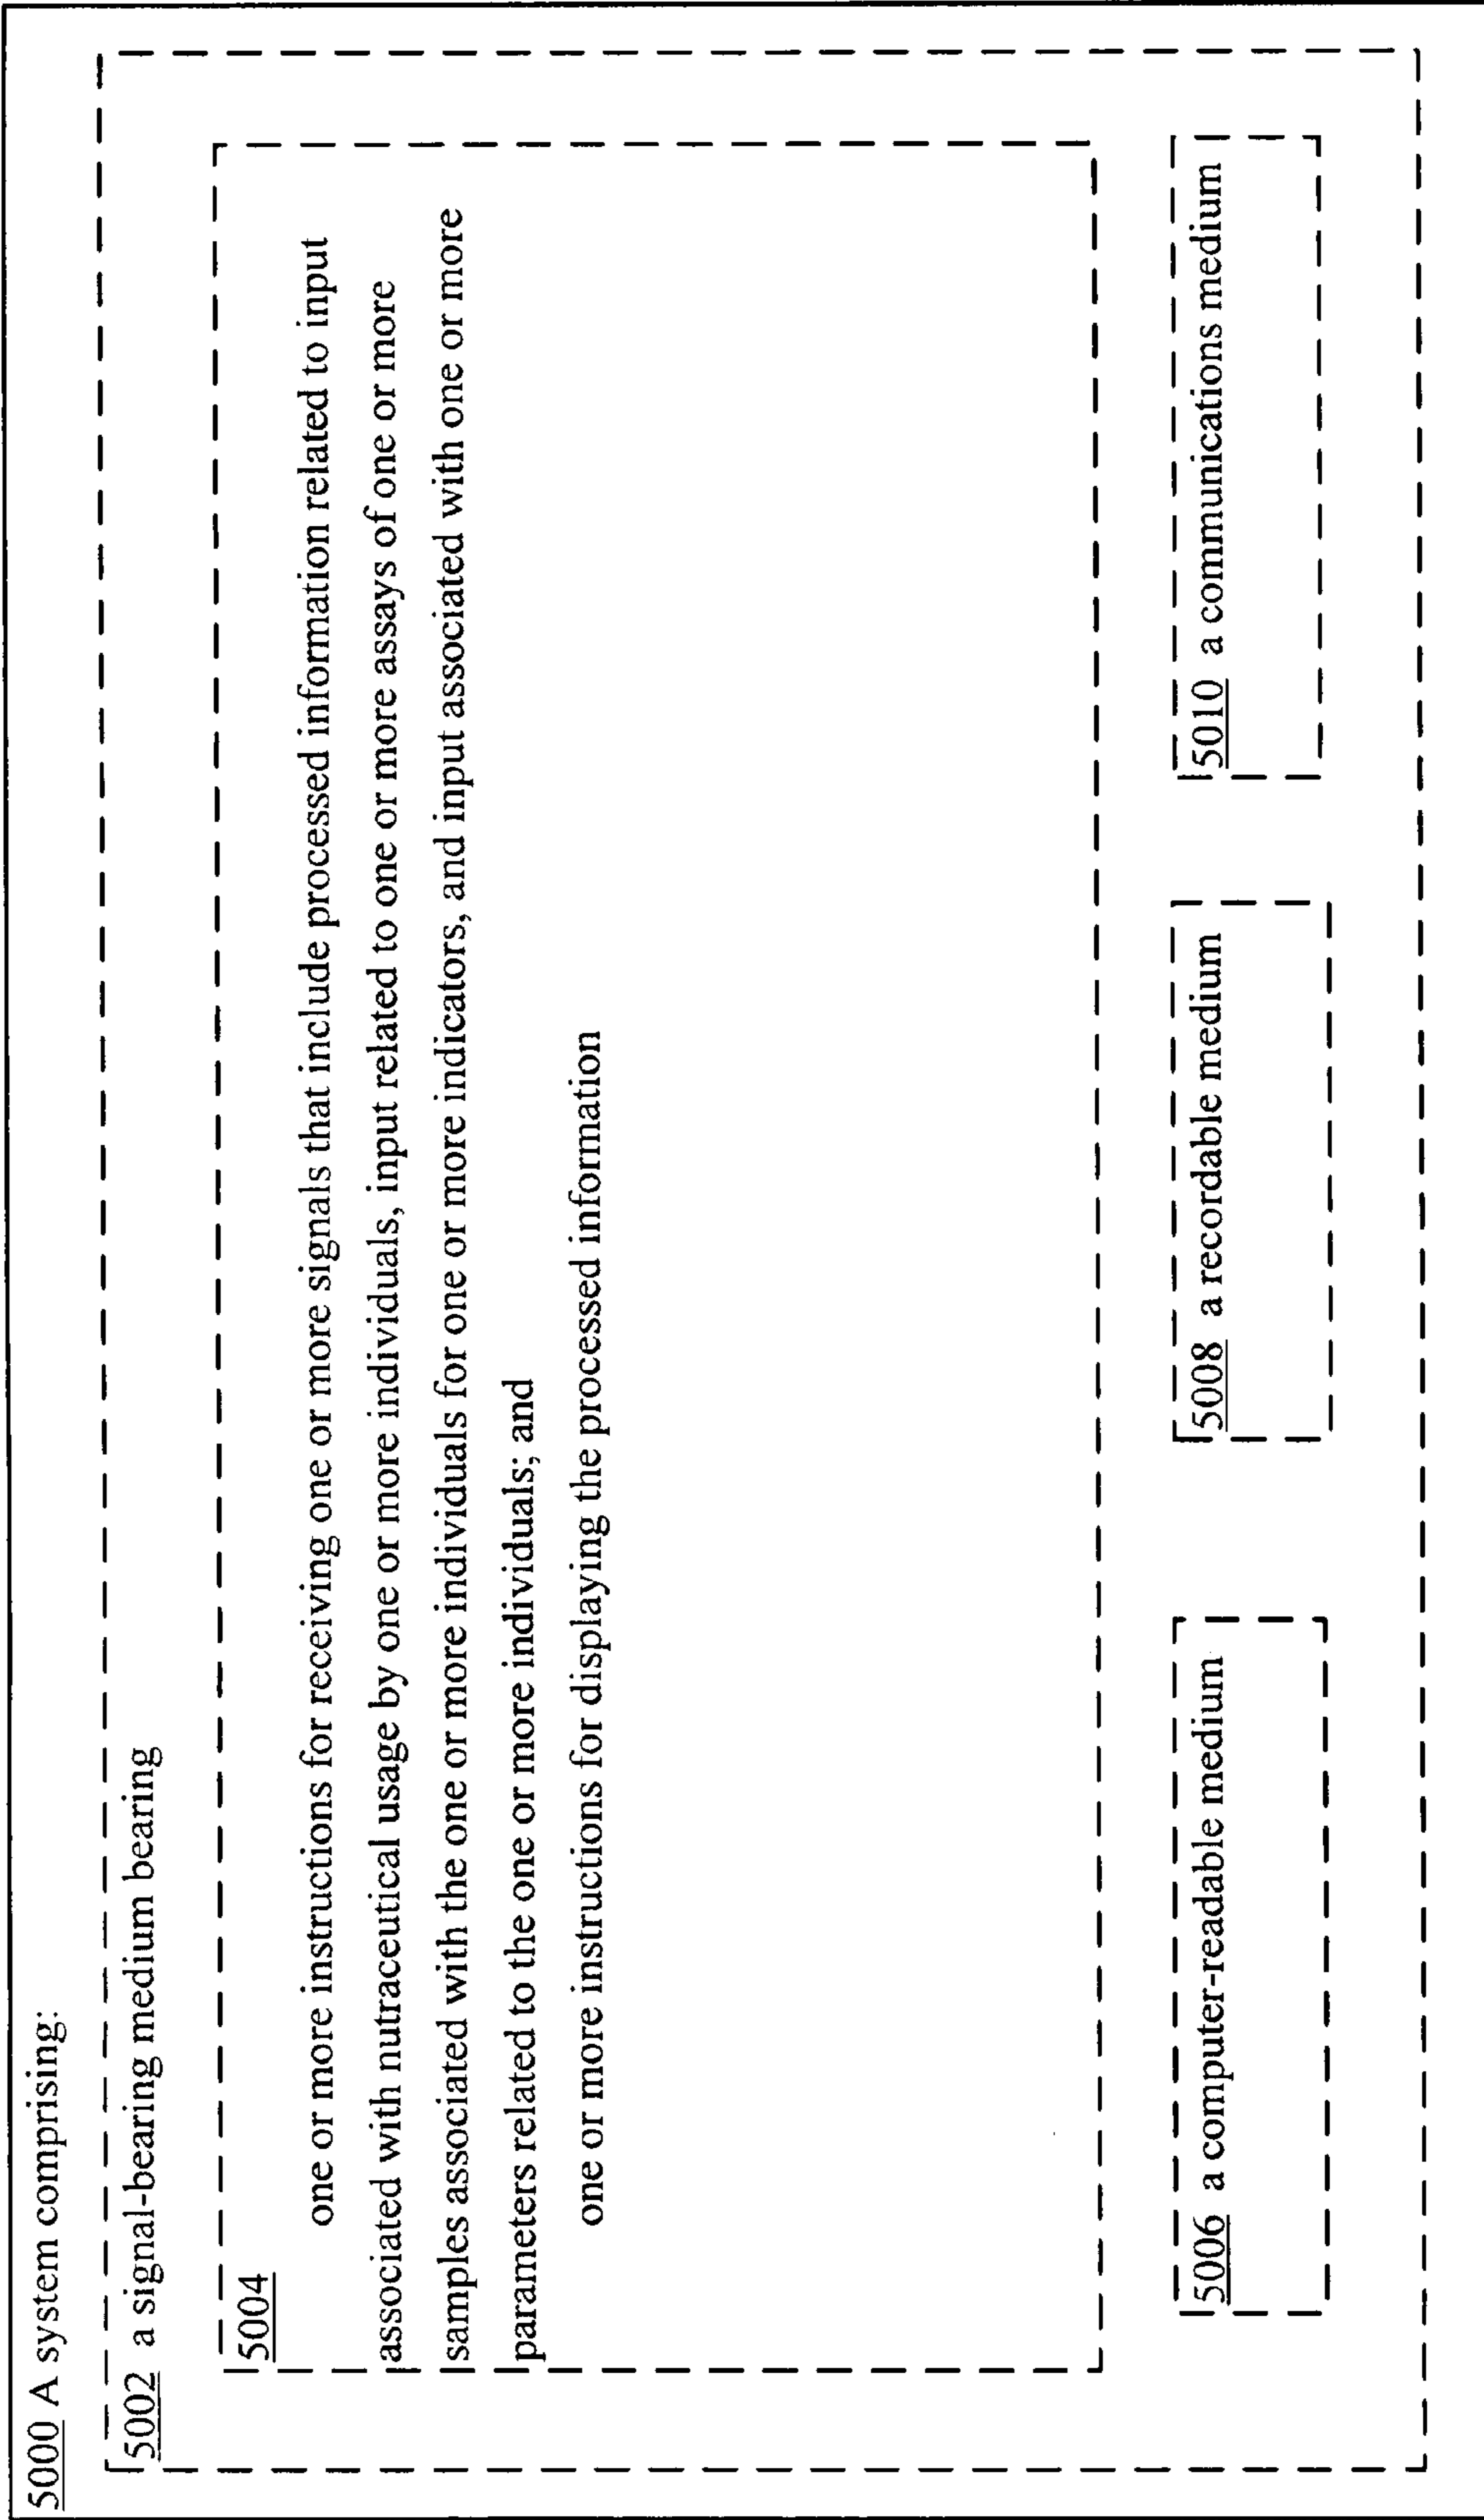 5000 A system comprising:
5002 a signal-bearing medium bearing
5004
one or more instructions for receiving one or more signals that include processed information related to input
associated with nutraceutical usage by one or more individuals, input related to one or more assays of one or more
samples associated with the one or more individuals for one or more indicators, and input associated with one or more
parameters related to the one or more individuals; and
one or more instructions for displaying the processed information
5006 a computer-readable medium
5008 a recordable medium
5010 a communications medium